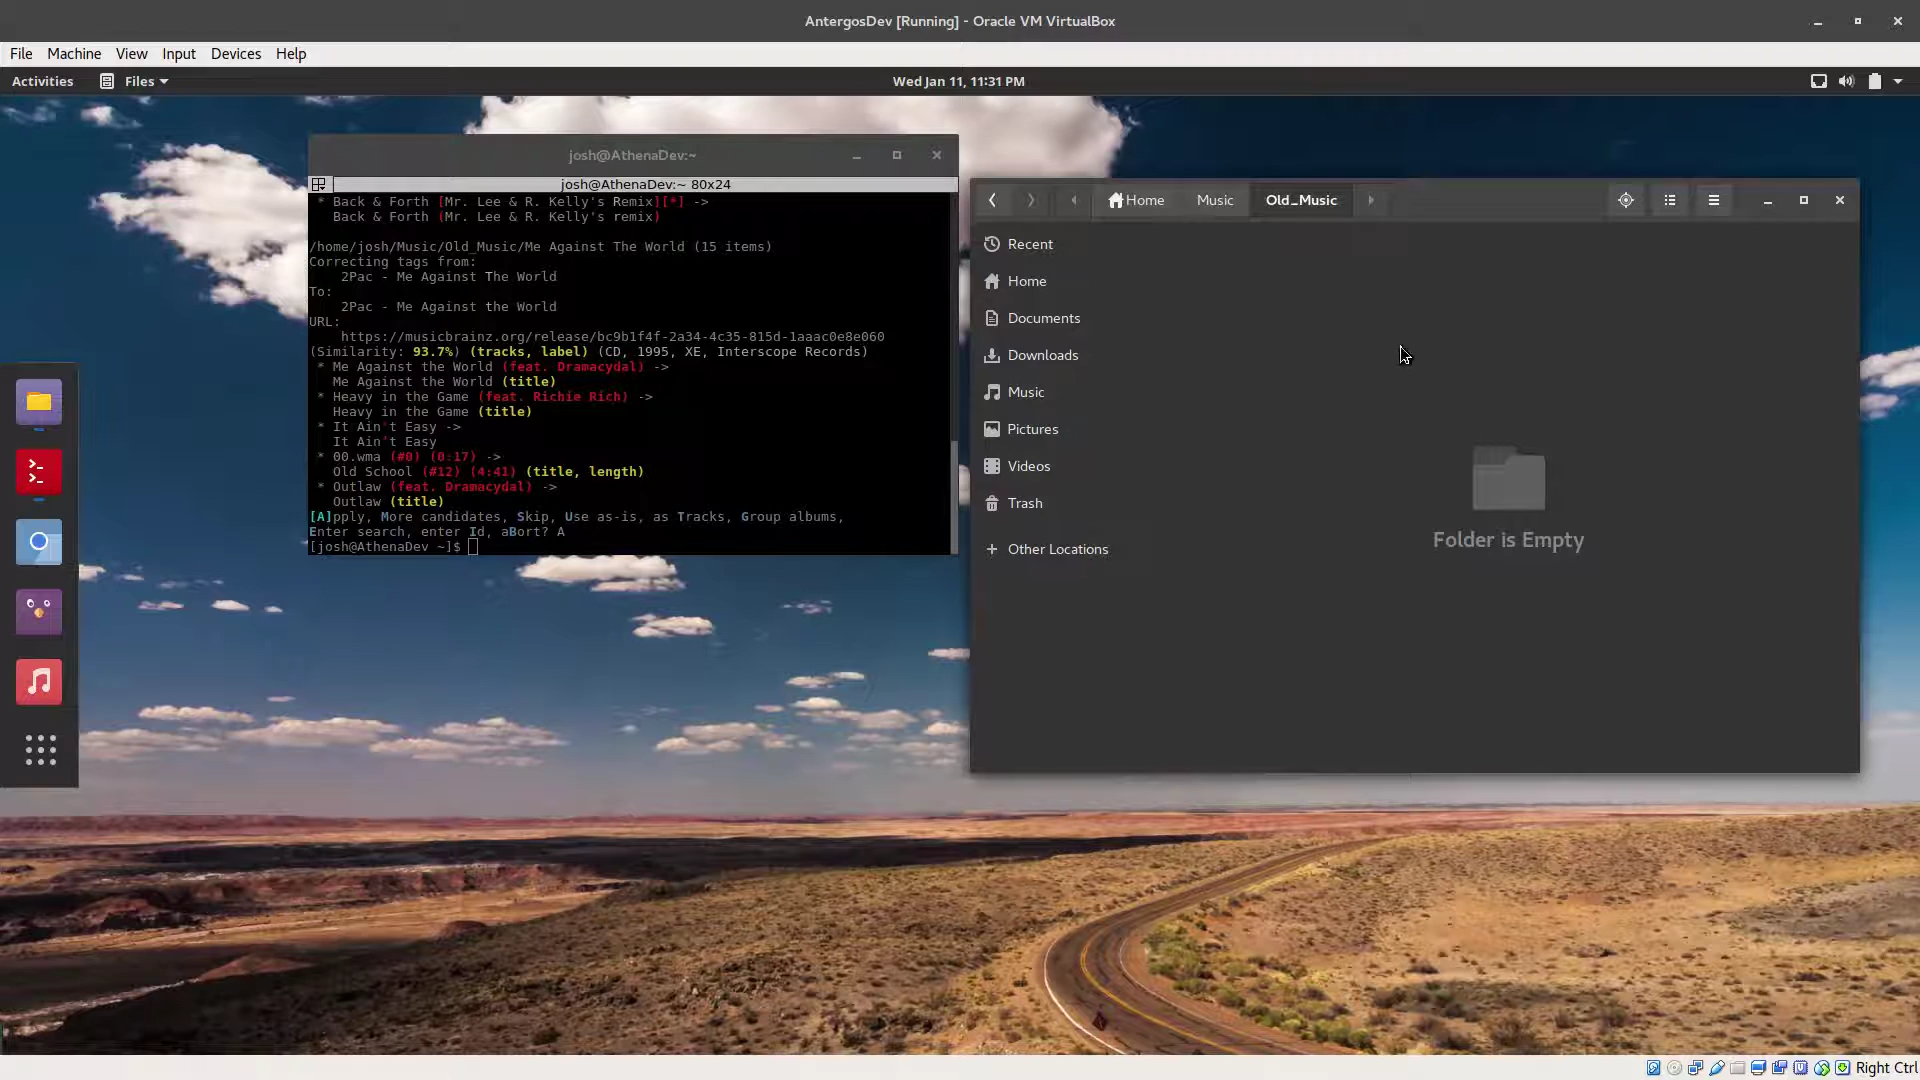 AntergosDev [Running] - Oracle VM VirtualBox
File Machine View Input Devices Help
Activities Files Wed Jan 11, 11:31 PM
josh@AthenaDev:~
josh@AthenaDev:~ 80x24
* Back & Forth [Mr. Lee & R. Kelly's Remix][*] ->
Back & Forth (Mr. Lee & R. Kelly's remix)
/home/josh/Music/Old_Music/Me Against The World (15 items)
Correcting tags from:
2Pac - Me Against The World
To:
2Pac - Me Against the World
URL:
https://musicbrainz.org/release/bc9b1f4f-2a34-4c35-815d-1aaac0e8e060
(Similarity: 93.7%) (tracks, label) (CD, 1995, XE, Interscope Records)
* Me Against the World (feat. Dramacydal) ->
Me Against the World (title)
* Heavy in the Game (feat. Richie Rich) ->
Heavy in the Game (title)
* It Ain't Easy ->
It Ain't Easy
* 00.wma (#0) (0:17) ->
Old School (#12) (4:41) (title, length)
* Outlaw (feat. Dramacydal) ->
Outlaw (title)
[A]pply, More candidates, Skip, Use as-is, as Tracks, Group albums,
Enter search, enter Id, aBort? A
[josh@AthenaDev ~]$
Home Music Old_Music
Recent
Home
Documents
Downloads
Music
Pictures
Videos
Trash
Other Locations
Folder is Empty
Right Ctrl